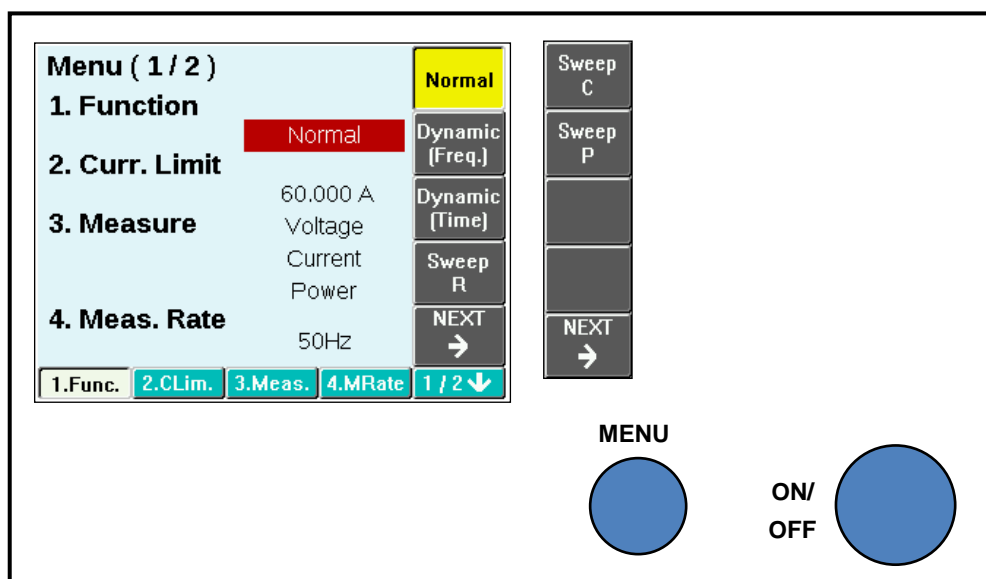 Menu ( 1 / 2 )
1. Function
Normal
2. Curr. Limit
60.000 A
3. Measure
Voltage
Current
Power
4. Meas. Rate
50Hz
Normal
Dynamic
(Freq.)
Dynamic
(Time)
Sweep
R
NEXT
→
1.Func.
2.CLim.
3.Meas.
4.MRate
1 / 2 ↓
Sweep
C
Sweep
P
NEXT
→
MENU
ON/
OFF